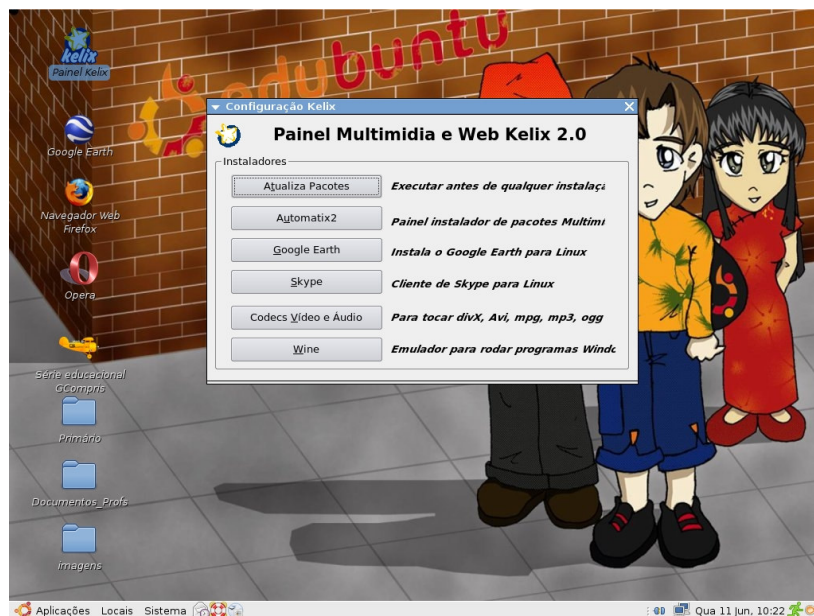 kelix
Painel Kelix
Google Earth
Navegador Web
Firefox
Opera
Série educacional
GCompris
Primário
Documentos_Profs
imagens
edubuntu
Configuração Kelix
Painel Multimidia e Web Kelix 2.0
Instaladores
Atualiza Pacotes Executar antes de qualquer instalaçã
Automatix2 Painel instalador de pacotes Multimi
Google Earth Instala o Google Earth para Linux
Skype Cliente de Skype para Linux
Codecs Vídeo e Áudio Para tocar divX, Avi, mpg, mp3, ogg
Wine Emulador para rodar programas Windo
Aplicações Locais Sistema Qua 11 Jun, 10:22